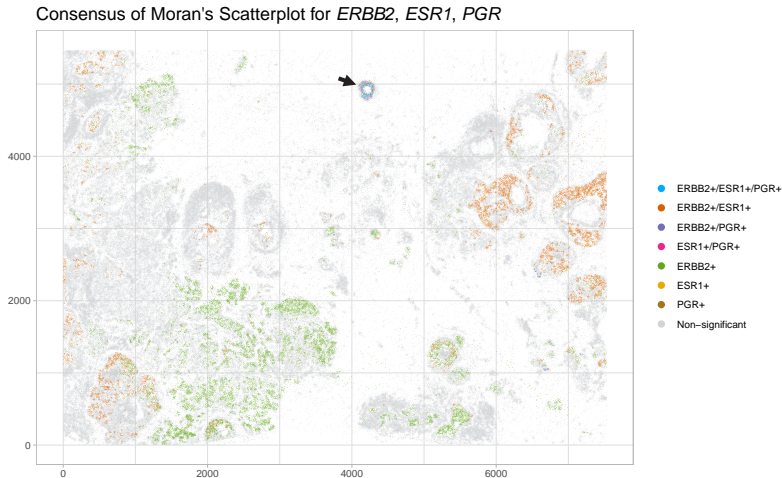 Consensus of Moran's Scatterplot for ERBB2, ESR1, PGR
4000
2000
0
0
2000
4000
6000
ERBB2+/ESR1+/PGR+
ERBB2+/ESR1+
ERBB2+/PGR+
ESR1+/PGR+
ERBB2+
ESR1+
PGR+
Non−significant